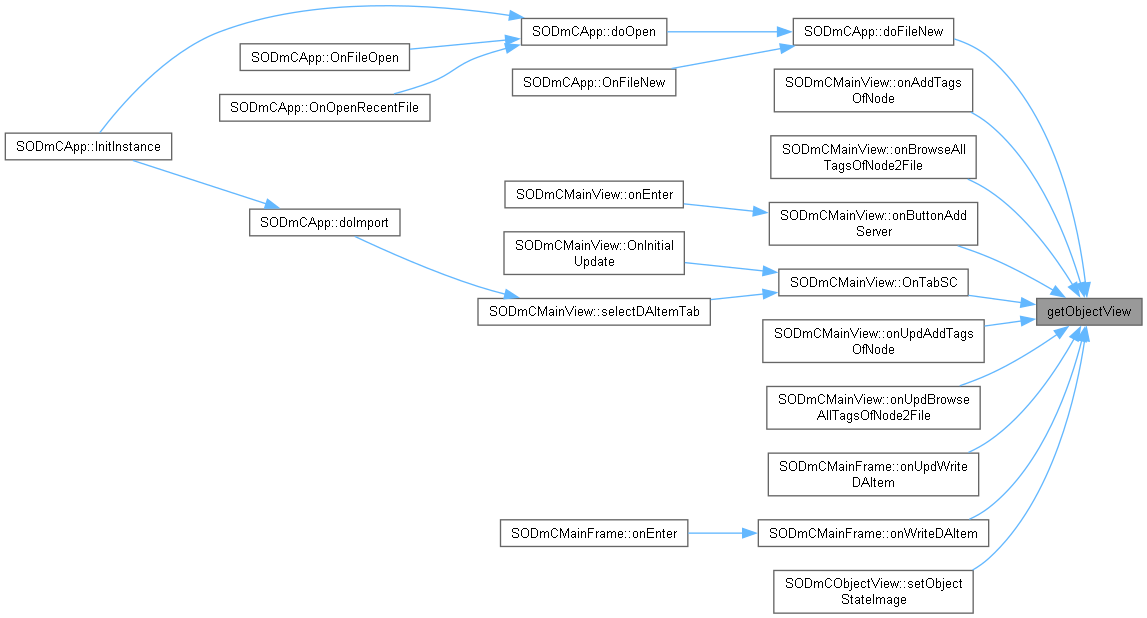 SODmCApp::doOpen
SODmCApp::doFileNew
SODmCApp::OnFileOpen
SODmCApp::OnFileNew
SODmCApp::OnOpenRecentFile
SODmCApp::InitInstance
SODmCApp::doImport
SODmCMainView::onAddTags
OfNode
SODmCMainView::onBrowseAll
TagsOfNode2File
SODmCMainView::onEnter
SODmCMainView::onButtonAdd
Server
SODmCMainView::OnInitial
Update
SODmCMainView::OnTabSC
SODmCMainView::selectDAItemTab
getObjectView
SODmCMainView::onUpdAddTags
OfNode
SODmCMainView::onUpdBrowse
AllTagsOfNode2File
SODmCMainFrame::onUpdWrite
DAItem
SODmCMainFrame::onEnter
SODmCMainFrame::onWriteDAItem
SODmCObjectView::setObject
StateImage